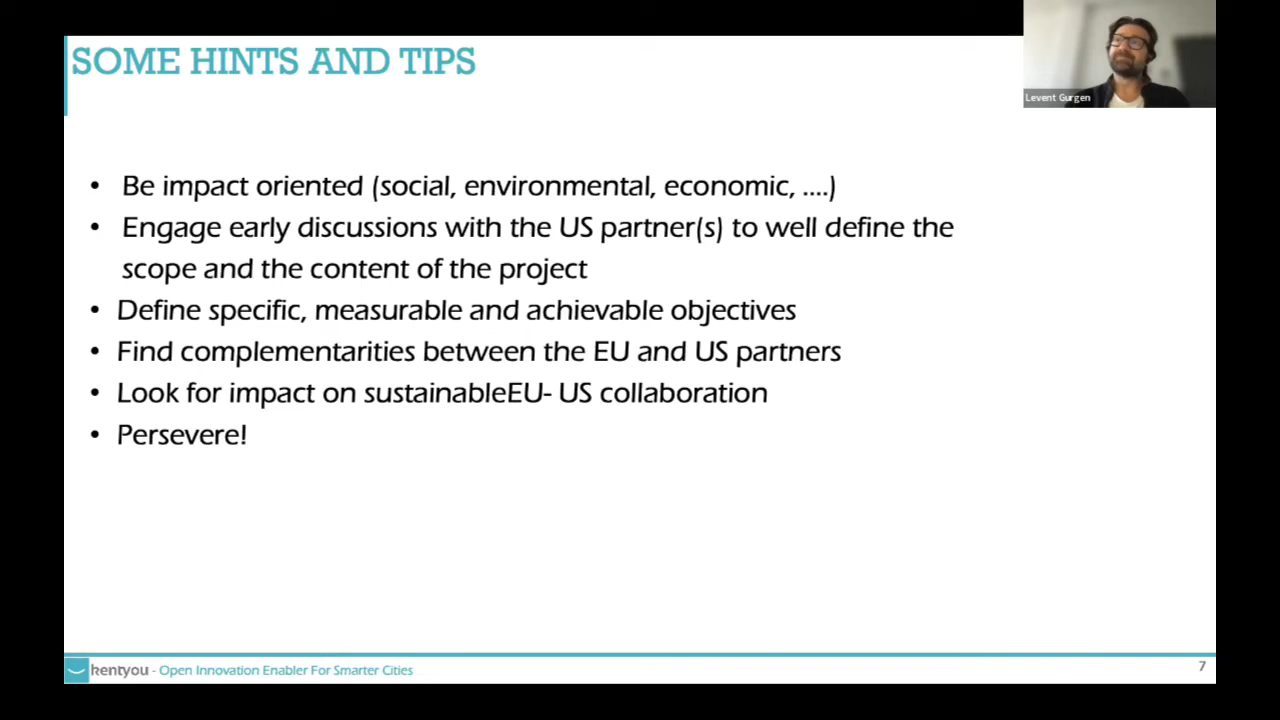 SOME HINTS AND TIPS
Levent Gurgen
• Be impact oriented (social, environmental, economic, ....)
• Engage early discussions with the US partner(s) to well define the
scope and the content of the project
• Define specific, measurable and achievable objectives
• Find complementarities between the EU and US partners
• Look for impact on sustainableEU- US collaboration
• Persevere!
kentyou - Open Innovation Enabler For Smarter Cities
7